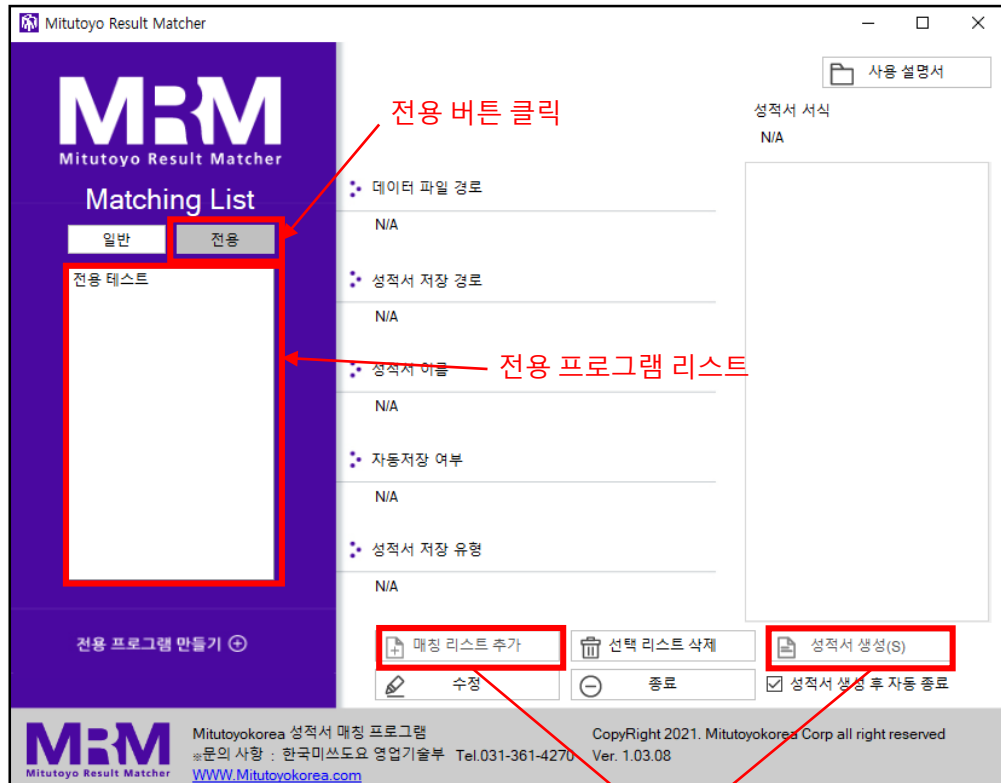 Mitutoyo Result Matcher
사용 설명서
MRM
Mitutoyo Result Matcher
전용 버튼 클릭
성적서 서식
N/A
Matching List
일반
전용
전용 테스트
데이터 파일 경로
N/A
성적서 저장 경로
N/A
전용 프로그램 리스트
성적서 이름
N/A
자동저장 여부
N/A
성적서 저장 유형
N/A
전용 프로그램 만들기
매칭 리스트 추가
선택 리스트 삭제
성적서 생성(S)
수정
종료
성적서 생성 후 자동 종료
MRM
Mitutoyo Result Matcher
Mitutoyokorea 성적서 매칭 프로그램
※문의 사항 : 한국미쓰도요 영업기술부 Tel.031-361-4270
WWW.Mitutoyokorea.com
CopyRight 2021. Mitutoyokorea Corp all right reserved
Ver. 1.03.08